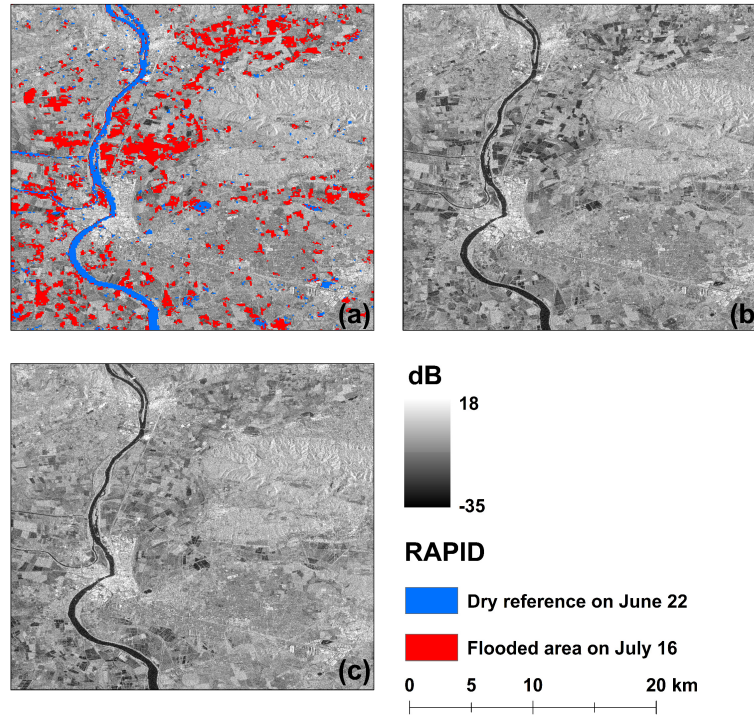 (a)
(b)
(c)
dB
18
-35
RAPID
Dry reference on June 22
Flooded area on July 16
0 5 10 20 km